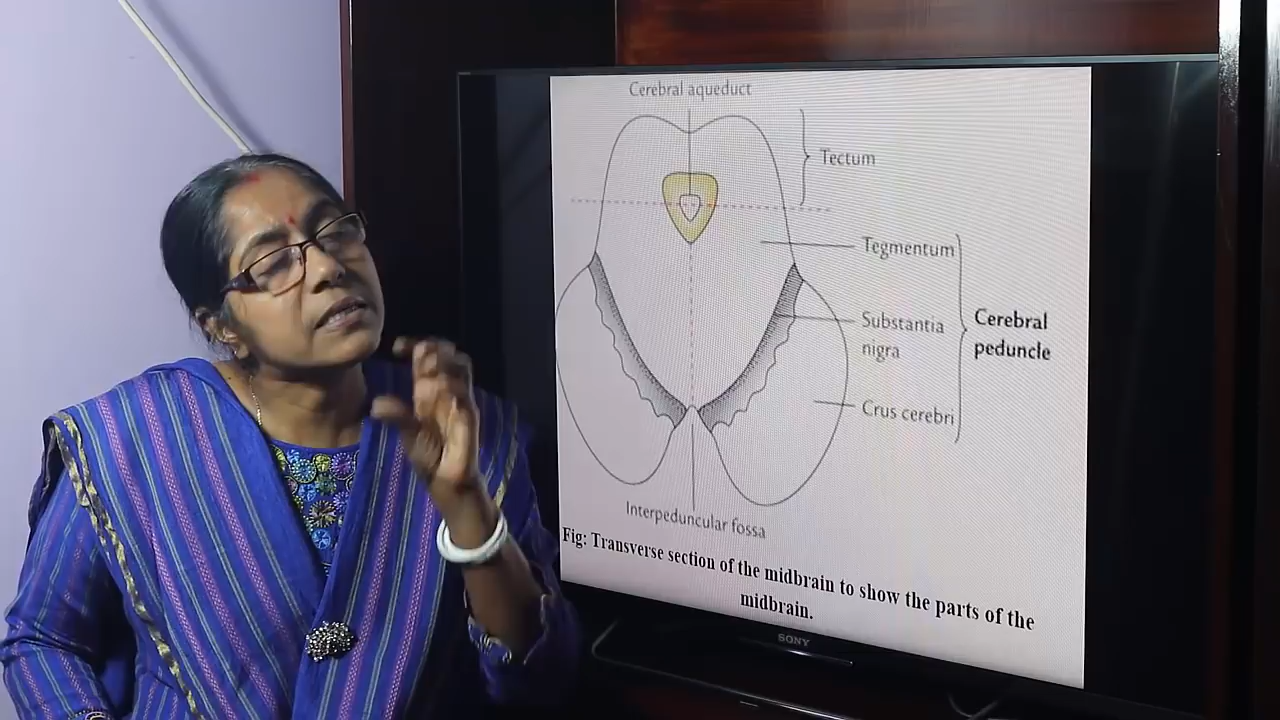 Cerebral aqueduct
Tectum
Tegmentum
Substantia
nigra
Cerebral
peduncle
Crus cerebri
Interpeduncular fossa
Fig: Transverse section of the midbrain to show the parts of the
midbrain.
SONY